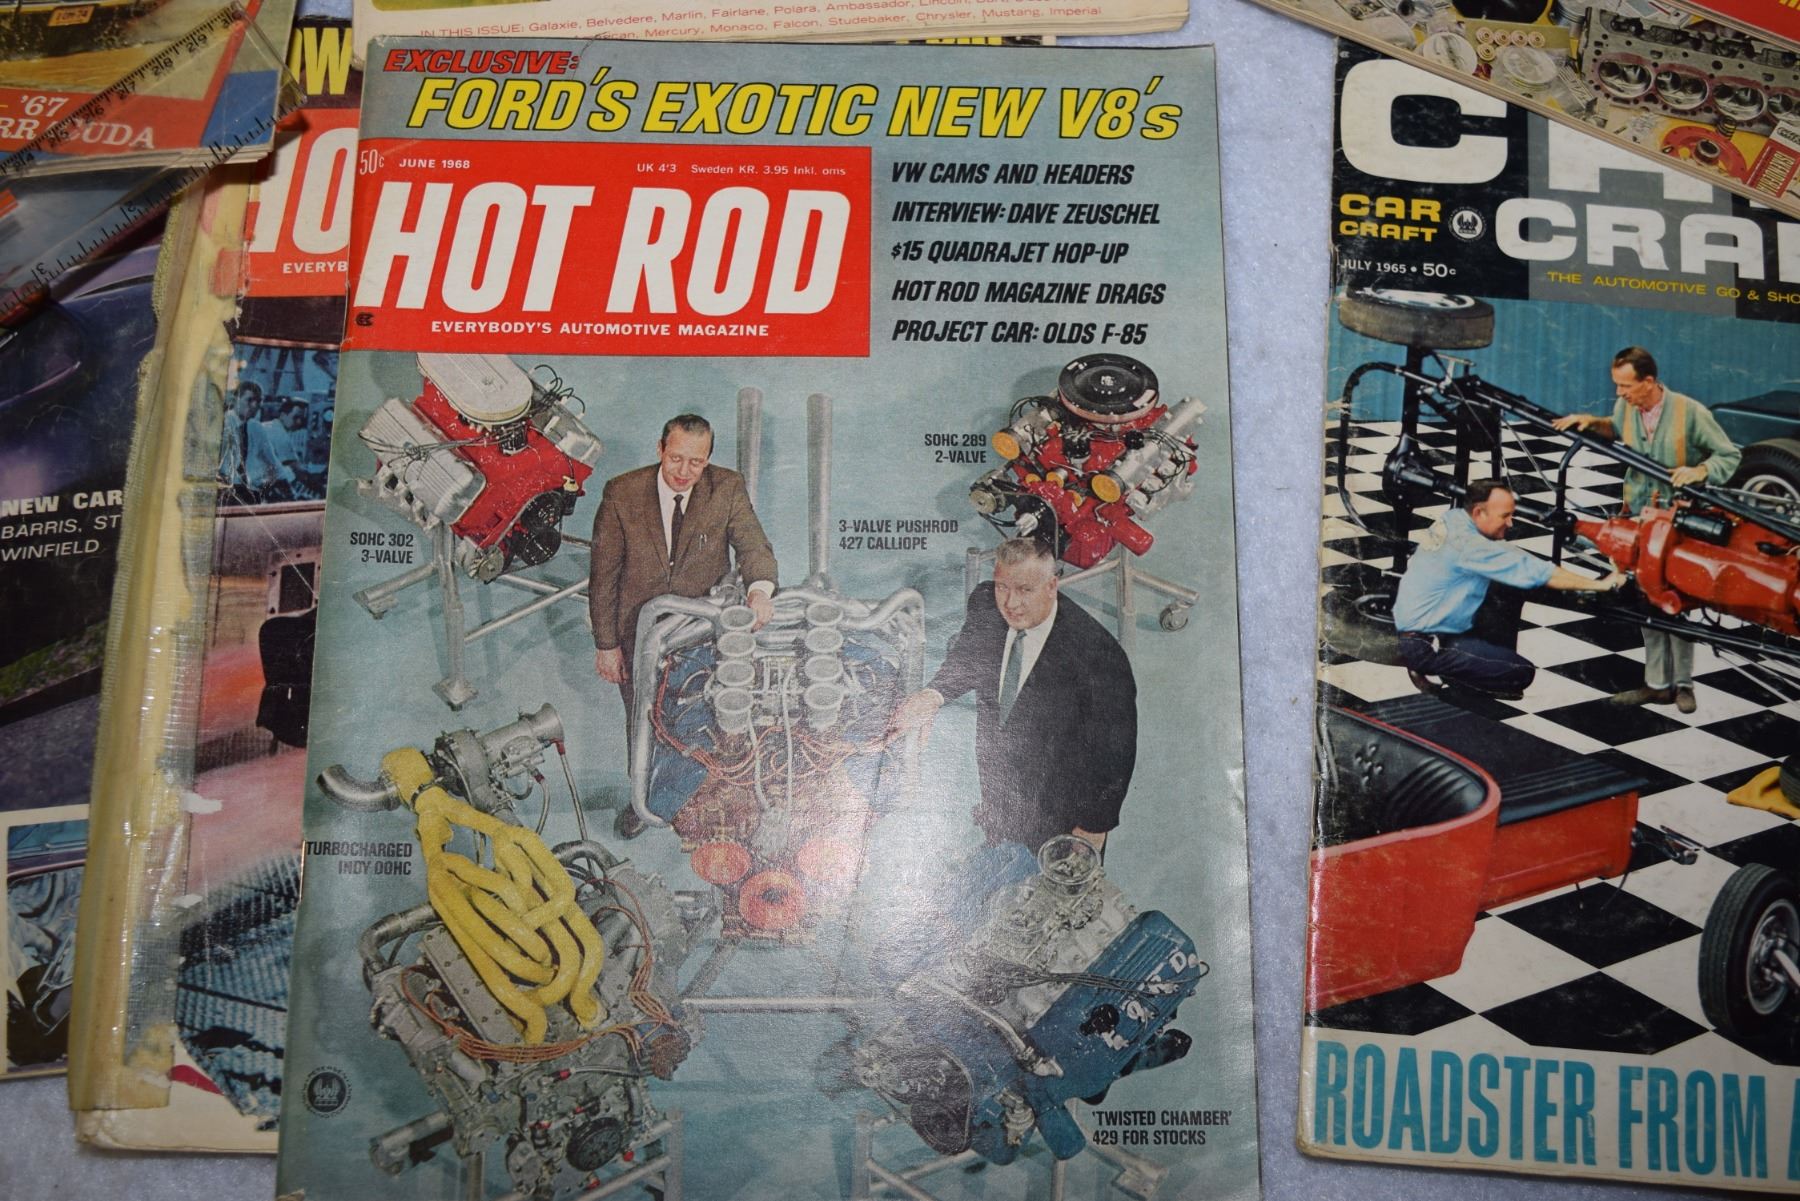 '67
UDA
NEW CAR
BARRIS, ST
WINFIELD
OW
HO
EVERYB
IN THIS ISSUE: Galaxie, Belvedere, Marlin, Fairlane, Polara, Ambassador, Lincoln,
Mercury, Monaco, Falcon, Studebaker, Chrysler, Mustang, Imperial
EXCLUSIVE:
FORD'S EXOTIC NEW V8's
50c JUNE 1968 UK 4'3 Sweden KR. 3.95 Inkl. oms
HOT ROD
EVERYBODY'S AUTOMOTIVE MAGAZINE
VW CAMS AND HEADERS
INTERVIEW: DAVE ZEUSCHEL
$15 QUADRAJET HOP-UP
HOT ROD MAGAZINE DRAGS
PROJECT CAR: OLDS F-85
SOHC 289
2-VALVE
3-VALVE PUSHROD
427 CALLIOPE
SOHC 302
3-VALVE
TURBOCHARGED
INDY DOHC
'TWISTED CHAMBER'
429 FOR STOCKS
CAR
CRAFT
CRA
JULY 1965 • 50c
THE AUTOMOTIVE GO & SHO
ROADSTER FROM